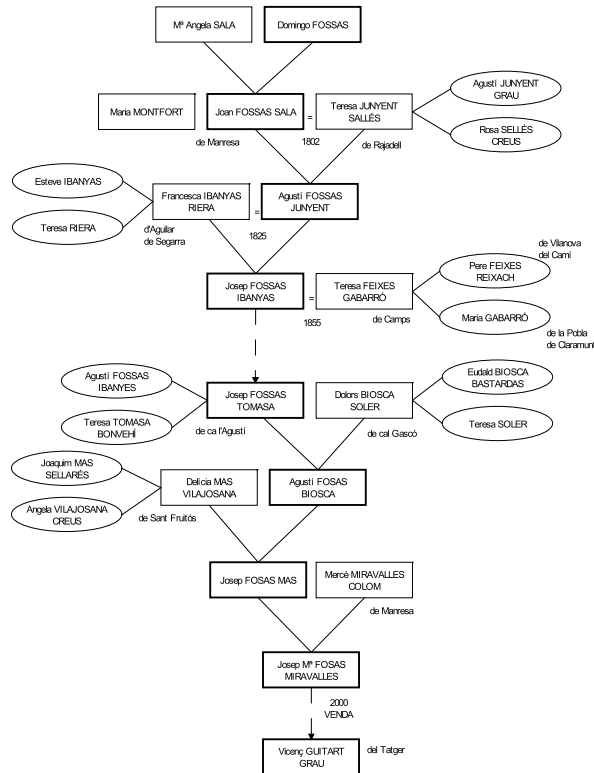 Mª Angela SALA
Domingo FOSSAS
Maria MONTFORT
Joan FOSSAS SALA
=
Teresa JUNYENT
SALLÉS
Agustí JUNYENT
GRAU
Rosa SELLÉS
CREUS
de Manresa
1802
de Rajadell
Esteve IBANYAS
Teresa RIERA
Francesca IBANYAS
RIERA
=
Agustí FOSSAS
JUNYENT
d'Aguilar
de Segarra
1825
Josep FOSSAS
IBANYAS
=
Teresa FEIXES
GABARRÓ
de Vilanova
del Camí
Pere FEIXES
REIXACH
Maria GABARRÓ
1855
de Camps
de la Pobla
de Claramunt
Agustí FOSSAS
IBANYES
Teresa TOMASA
BONVEHÍ
Josep FOSSAS
TOMASA
Dolors BIOSCA
SOLER
Eudald BIOSCA
BASTARDAS
Teresa SOLER
de ca l'Agustí
de cal Gascó
Joaquim MAS
SELLARÉS
Angela VILAJOSANA
CREUS
Delícia MAS
VILAJOSANA
Agustí FOSAS
BIOSCA
de Sant Fruitós
Josep FOSAS MAS
Mercè MIRAVALLES
COLOM
de Manresa
Josep Mª FOSAS
MIRAVALLES
2000
VENDA
Vicenç GUITART
GRAU
del Tatger